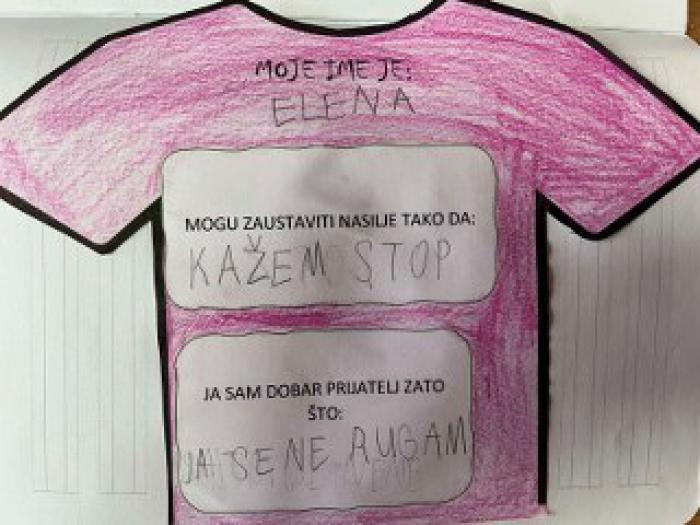 MOJE IME JE:
ELENA
MOGU ZAUSTAVITI NASILJE TAKO DA:
KAŽEM STOP
JA SAM DOBAR PRIJATELJ ZATO
ŠTO:
JA SE NE RUGAM